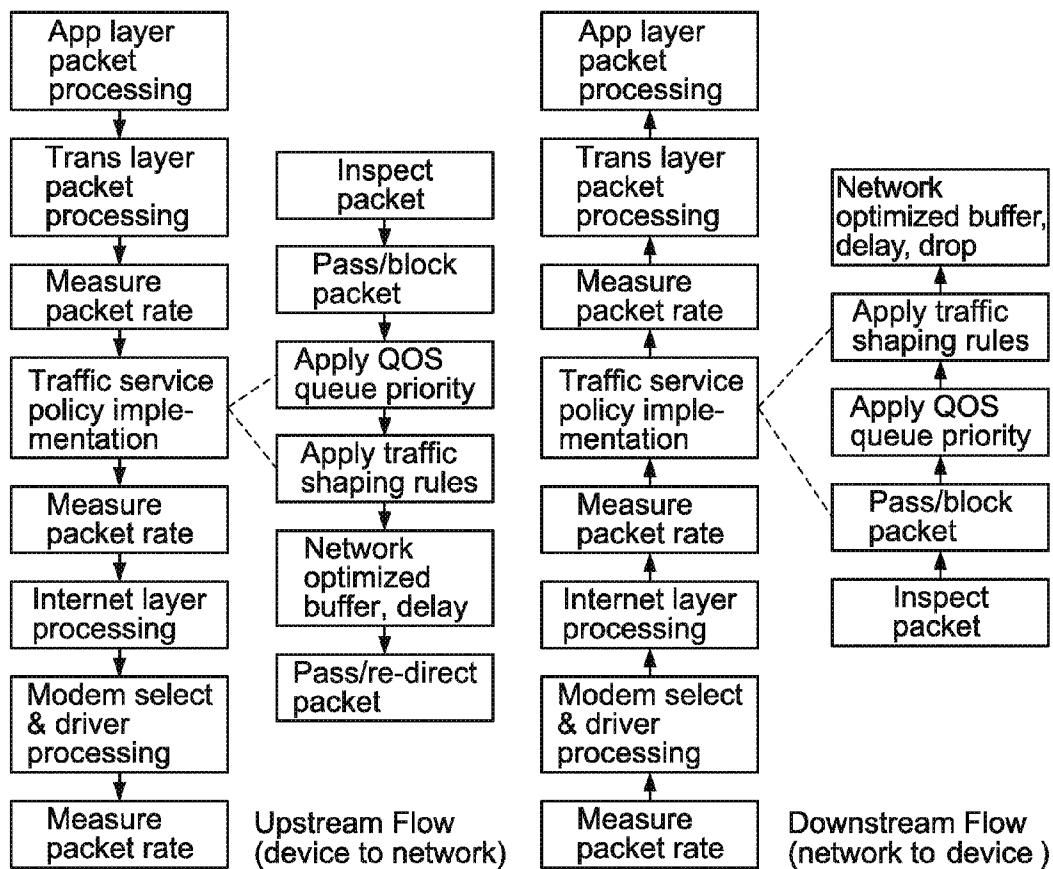 App layer
packet
processing
Trans layer
packet
processing
Measure
packet rate
Traffic service
policy imple-
mentation
Measure
packet rate
Internet layer
processing
Modem select
& driver
processing
Measure
packet rate
Inspect
packet
Pass/block
packet
Apply QOS
queue priority
Apply traffic
shaping rules
Network
optimized
buffer, delay
Pass/re-direct
packet
Upstream Flow
(device to network)
App layer
packet
processing
Trans layer
packet
processing
Measure
packet rate
Traffic service
policy imple-
mentation
Measure
packet rate
Internet layer
processing
Modem select
& driver
processing
Measure
packet rate
Network
optimized buffer,
delay, drop
Apply traffic
shaping rules
Apply QOS
queue priority
Pass/block
packet
Inspect
packet
Downstream Flow
(network to device )